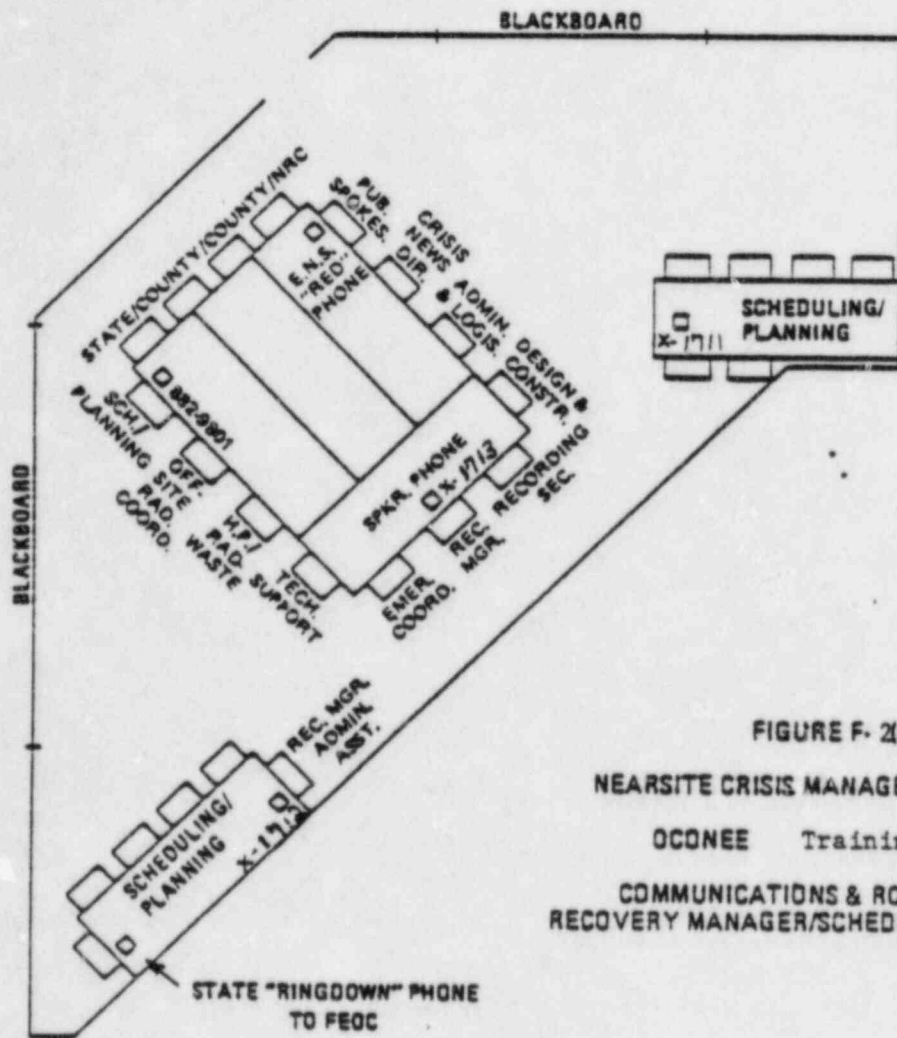 BLACKBOARD
STATE/COUNTY/COUNTY/NRC
E.N.S.
"RED"
PHONE
PUB.
SPOKES.
CRISIS
NEWS
DIR.
ADMIN.
& LOGIS.
DESIGN &
CONSTR.
SCHEDULING/
PLANNING
X-1711
882-9901
SPKR. PHONE
X-1713
SCH./
PLANNING
OFF.
SITE
RAD.
COORD.
H.P./
RAD.
WASTE
TECH.
SUPPORT
EMER.
COORD.
REC.
MGR.
RECORDING
SEC.
BLACKBOARD
REC. MGR.
ADMIN.
ASST.
SCHEDULING/
PLANNING
STATE "RINGDOWN" PHONE
TO FEOC
FIGURE F-
NEARSITE CRISIS MANAGE
OCONEE Trainin
COMMUNICATIONS & RO
RECOVERY MANAGER/SCHED